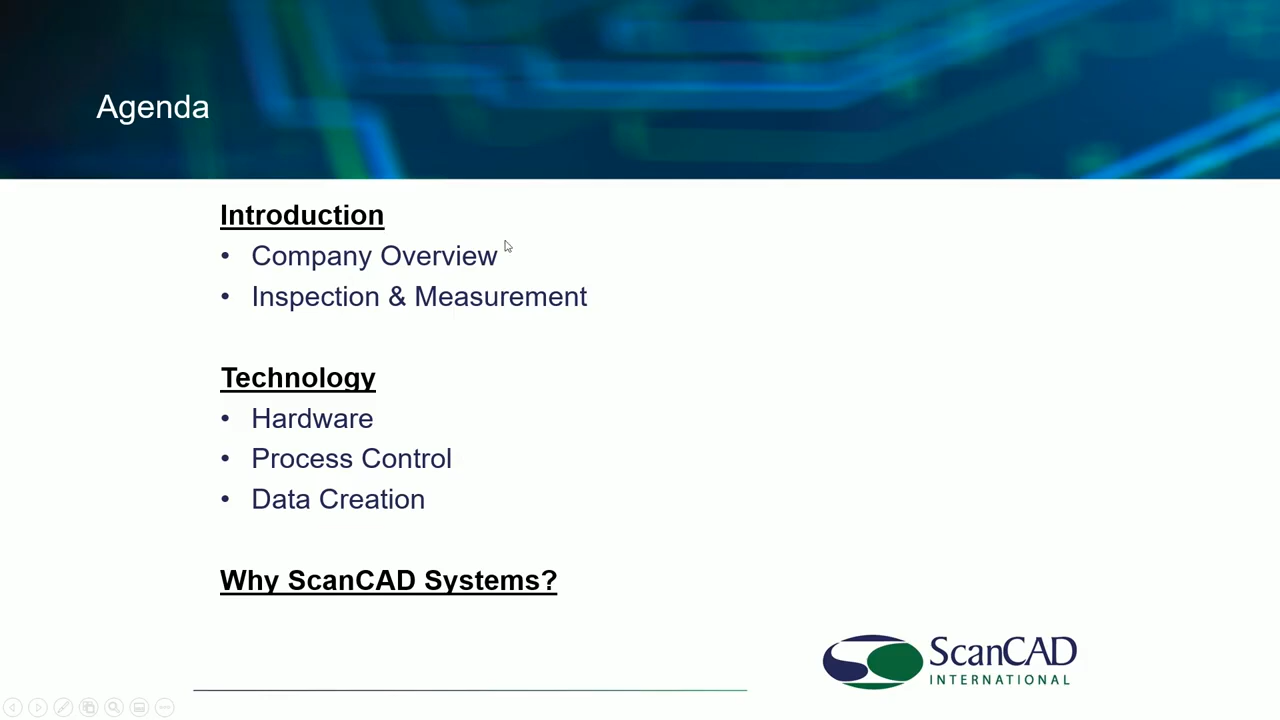 Agenda
Introduction
• Company Overview
• Inspection & Measurement
Technology
• Hardware
• Process Control
• Data Creation
Why ScanCAD Systems?
ScanCAD
INTERNATIONAL